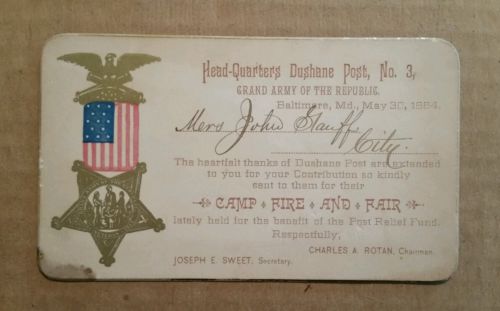 Head-Quarters Dushane Post, No. 3,
GRAND ARMY OF THE REPUBLIC.
Baltimore, Md., May 30, 1884.
Mers John Stauff
City.
The heartfelt thanks of Dushane Post are extended
to you for your Contribution so kindly
sent to them for their
CAMP FIRE AND FAIR
lately held for the benefit of the Post Relief Fund.
Respectfully,
CHARLES A. ROTAN, Chairman.
JOSEPH E. SWEET, Secretary.